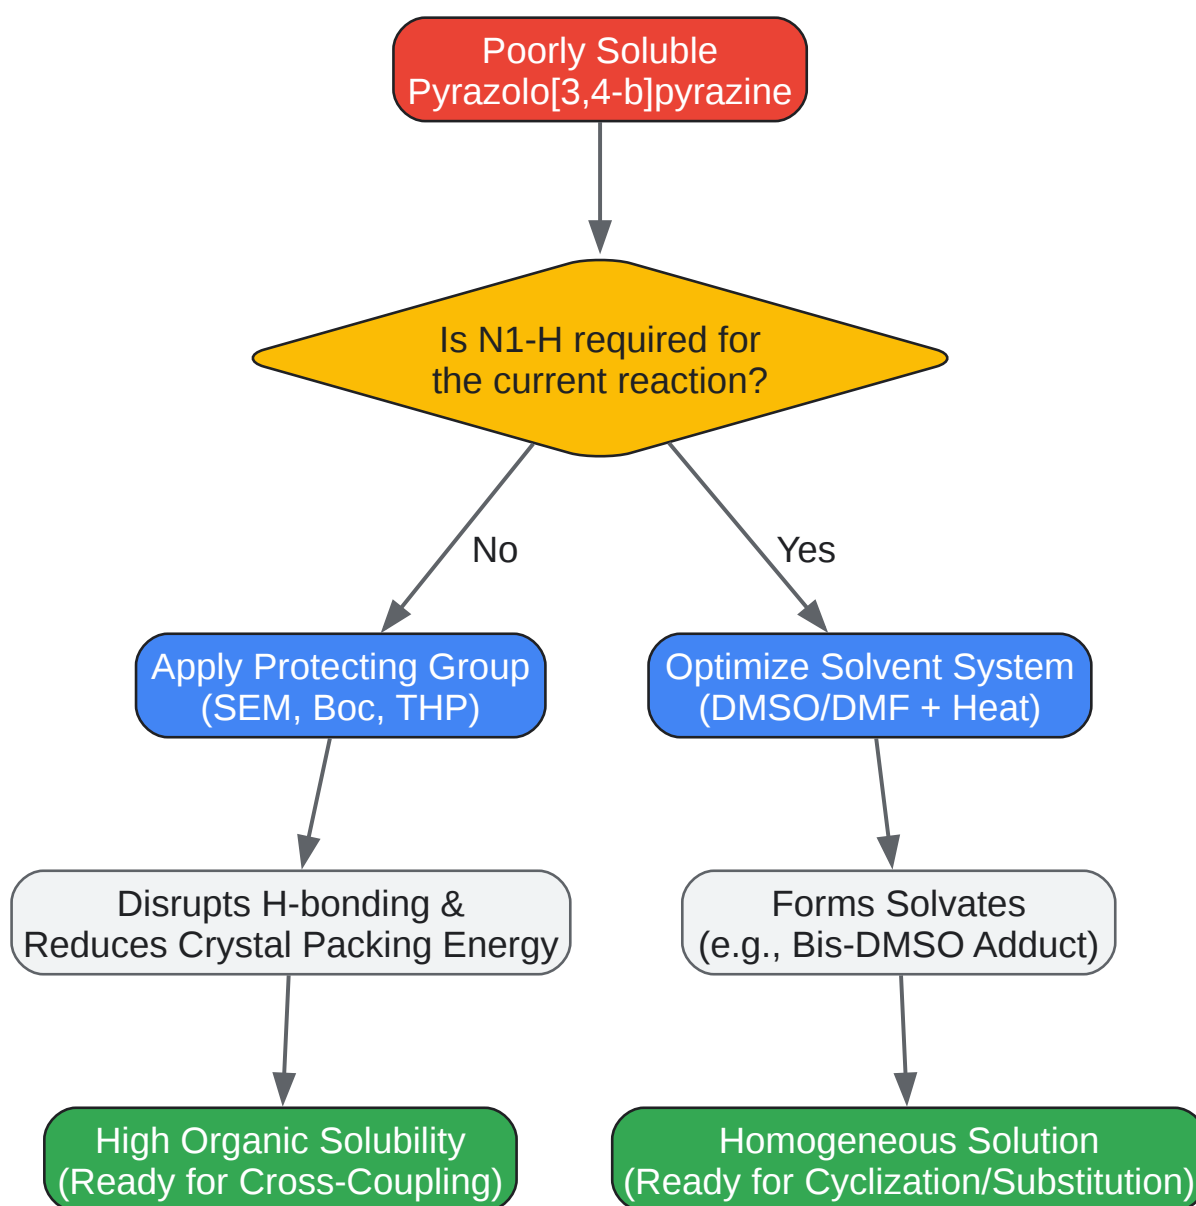 Poorly Soluble
Pyrazolo[3,4-b]pyrazine
Is N1-H required for
the current reaction?
No
Yes
Apply Protecting Group
(SEM, Boc, THP)
Optimize Solvent System
(DMSO/DMF + Heat)
Disrupts H-bonding &
Reduces Crystal Packing Energy
Forms Solvates
(e.g., Bis-DMSO Adduct)
High Organic Solubility
(Ready for Cross-Coupling)
Homogeneous Solution
(Ready for Cyclization/Substitution)